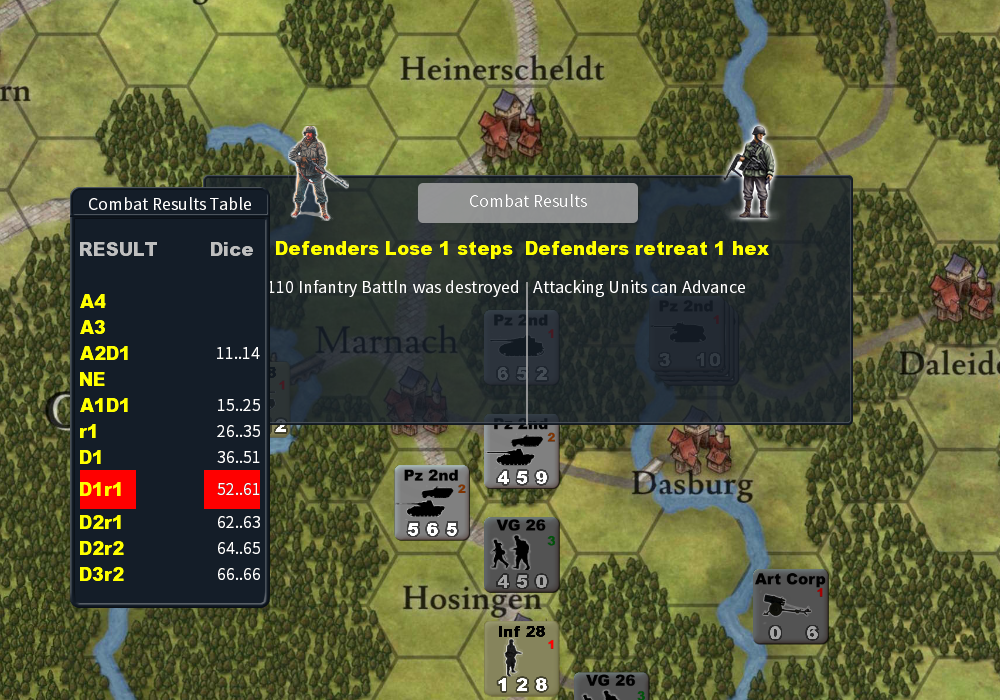 Heinerscheldt
rn
Combat Results Table
Combat Results
RESULT Dice
Defenders Lose 1 steps Defenders retreat 1 hex
110 Infantry Battln was destroyed
Attacking Units can Advance
A4
A3
A2D1 11..14
NE
A1D1 15.25
r1 26..35
D1 36..51
D1r1 52..61
D2r1 62..63
D2r2 64..65
D3r2 66..66
Marnach
Pz 2nd
1
6 5 2
Pz 2nd
1
3 10
Daleide
1
2
Pz 2nd
2
4 5 9
Pz 2nd
2
5 6 5
Dasburg
VG 26
3
4 5 0
Hosingen
Art Corp
1
0 6
Inf 28
1
1 2 8
VG 26
3